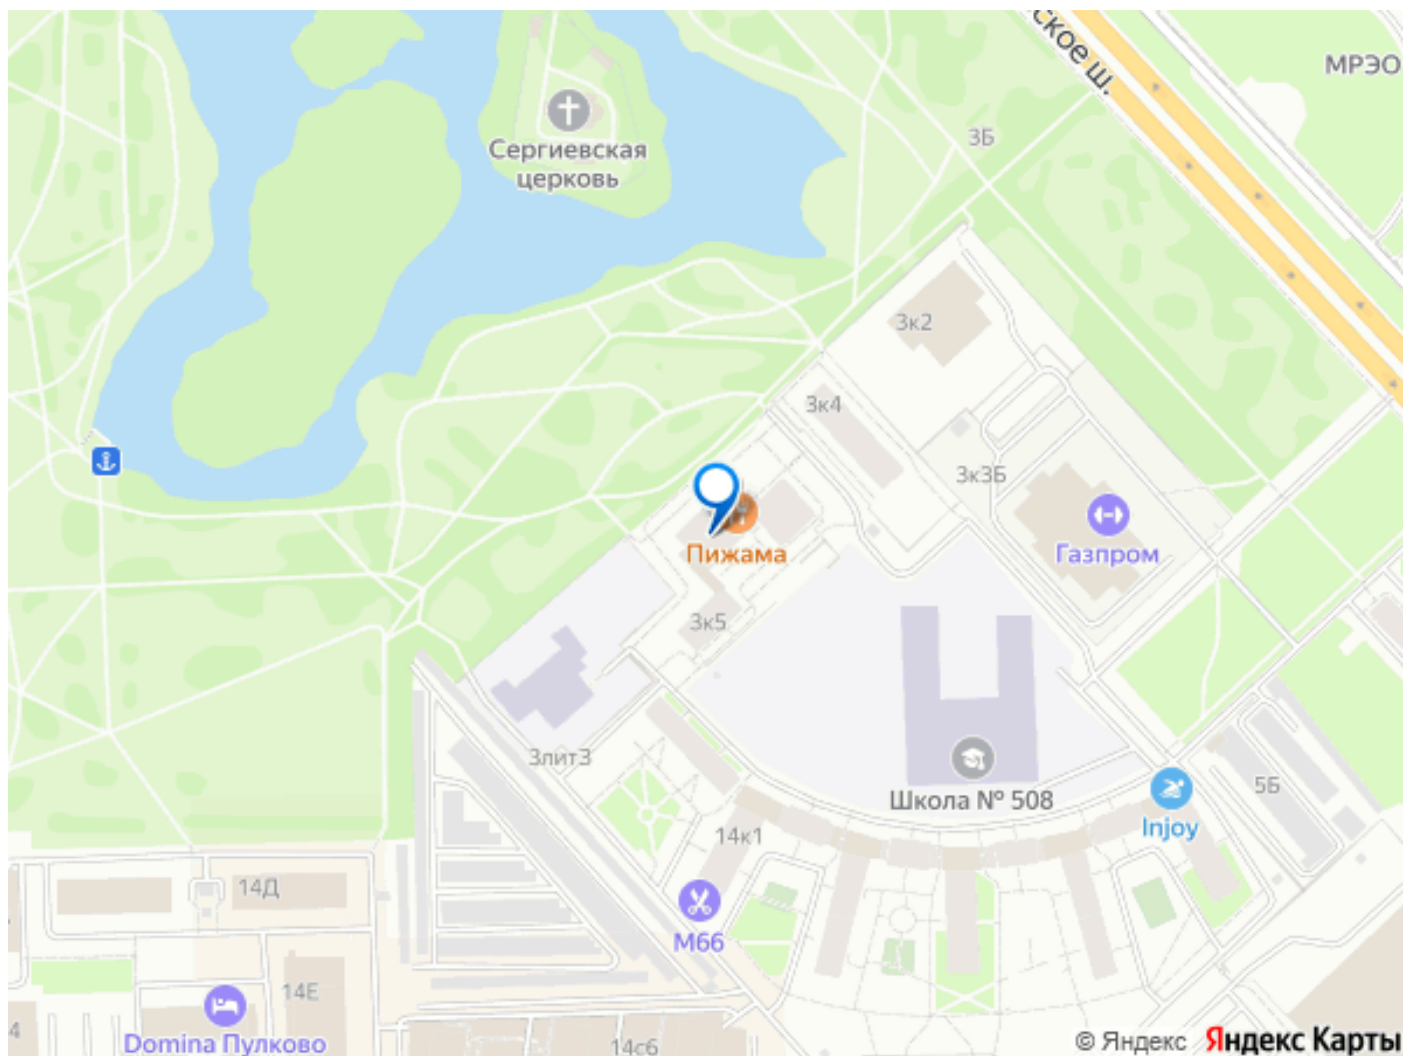 ское ш.
МРЭО
3Б
Сергиевская
церковь
3к2
3к4
3к3Б
Газпром
Пижама
3к5
3лит3
Школа № 508
5Б
Injoy
14к1
14Д
М66
14Е
4
Domina Пулково
14с6
© Яндекс Яндекс Карты